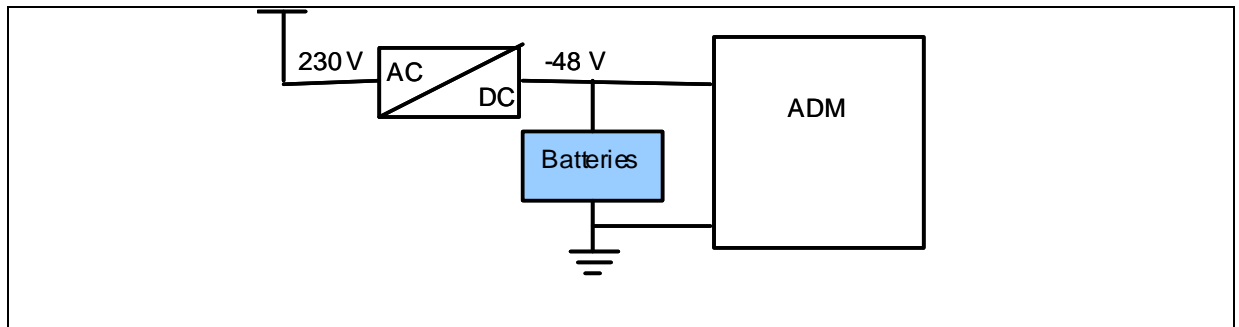 230 V
AC
DC
-48 V
Batteries
ADM